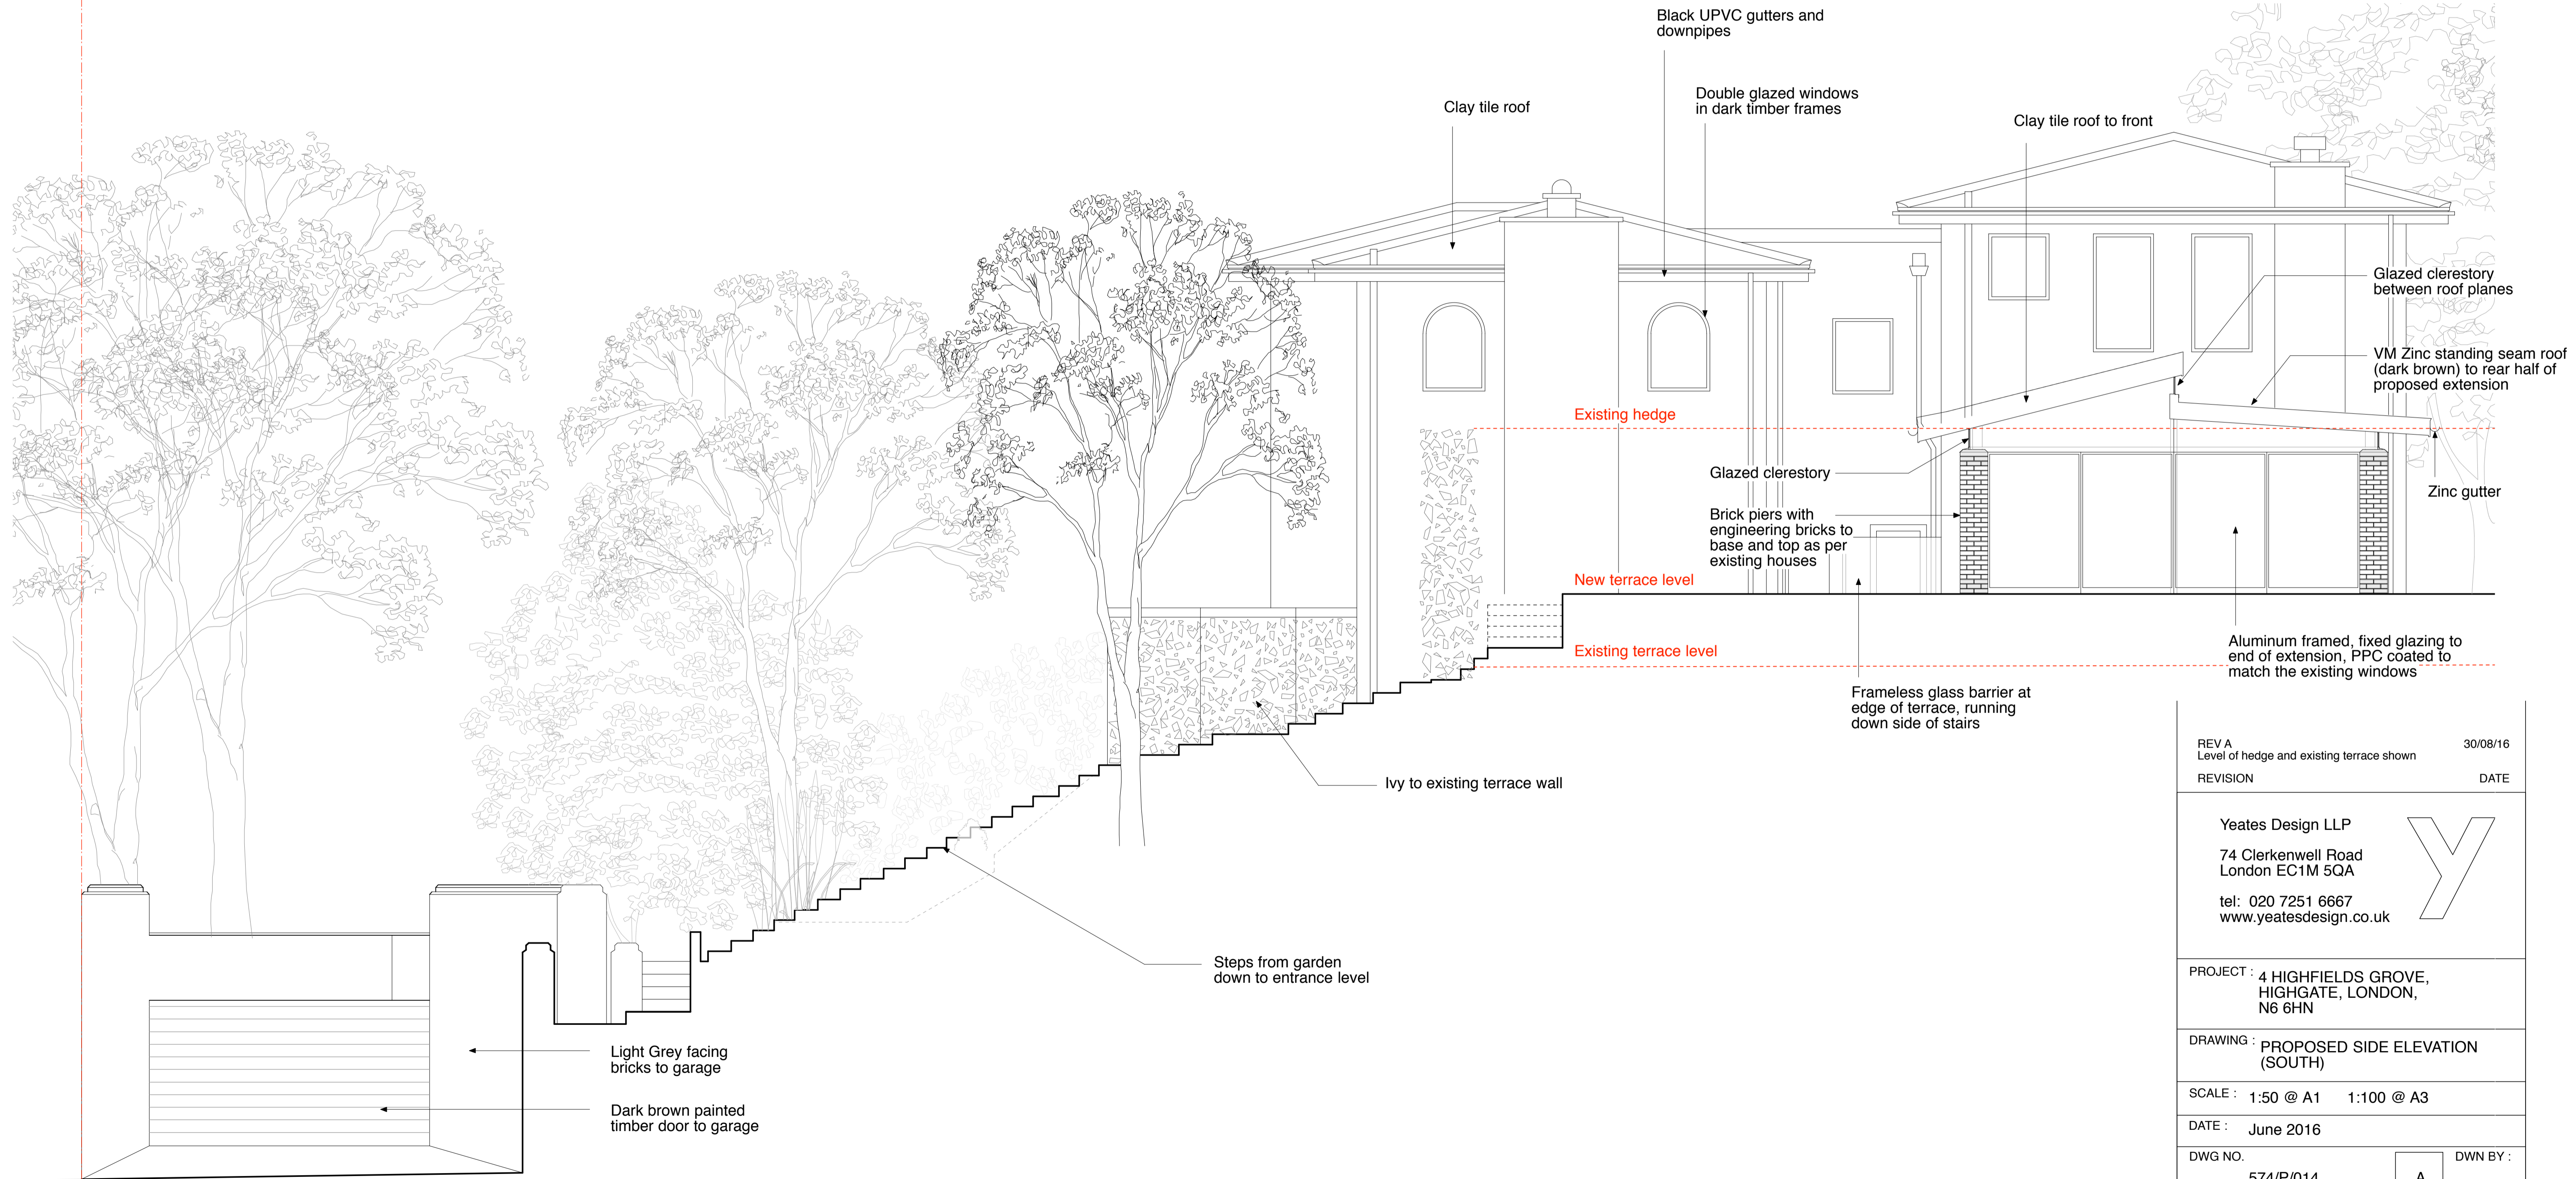 Black UPVC gutters and
downpipes
Double glazed windows
in dark timber frames
Clay tile roof
Clay tile roof to front
Glazed clerestory
between roof planes
VM Zinc standing seam roof
(dark brown) to rear half of
proposed extension
Existing hedge
Glazed clerestory
Zinc gutter
Brick piers with
engineering bricks to
base and top as per
existing houses
New terrace level
Existing terrace level
Aluminum framed, fixed glazing to
end of extension, PPC coated to
match the existing windows
Frameless glass barrier at
edge of terrace, running
down side of stairs
Ivy to existing terrace wall
Steps from garden
down to entrance level
Light Grey facing
bricks to garage
Dark brown painted
timber door to garage
REV A 30/08/16
Level of hedge and existing terrace shown
REVISION DATE
Yeates Design LLP
74 Clerkenwell Road
London EC1M 5QA
tel: 020 7251 6667
www.yeatesdesign.co.uk
y
PROJECT : 4 HIGHFIELDS GROVE,
HIGHGATE, LONDON,
N6 6HN
DRAWING : PROPOSED SIDE ELEVATION
(SOUTH)
SCALE : 1:50 @ A1 1:100 @ A3
DATE : June 2016
DWG NO. DWN BY :
574/P/014 A